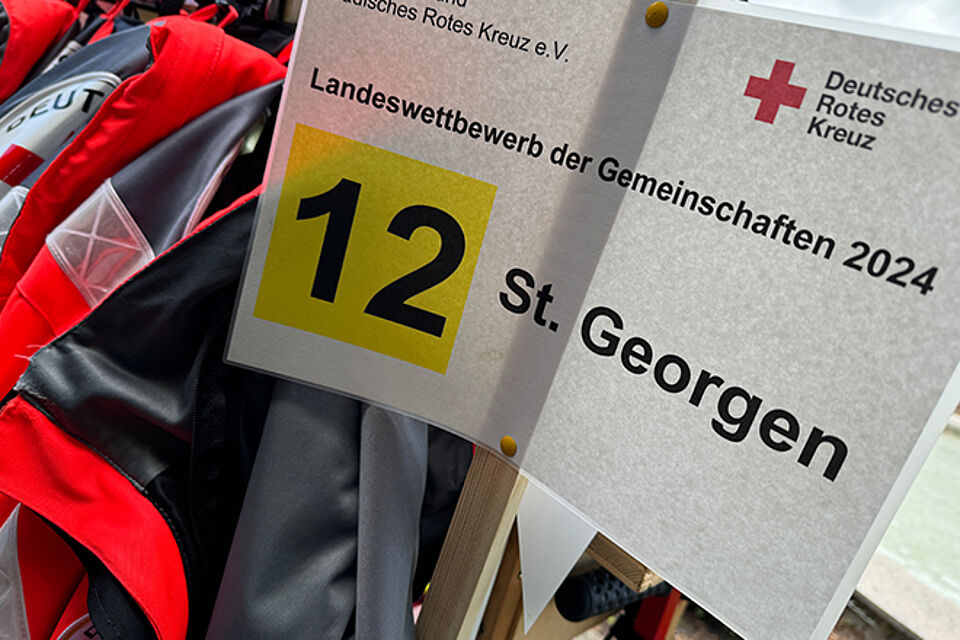 Rotes Kreuz e.V.
Deutsches
Rotes
Kreuz
Landeswettbewerb der Gemeinschaften 2024
12
St. Georgen